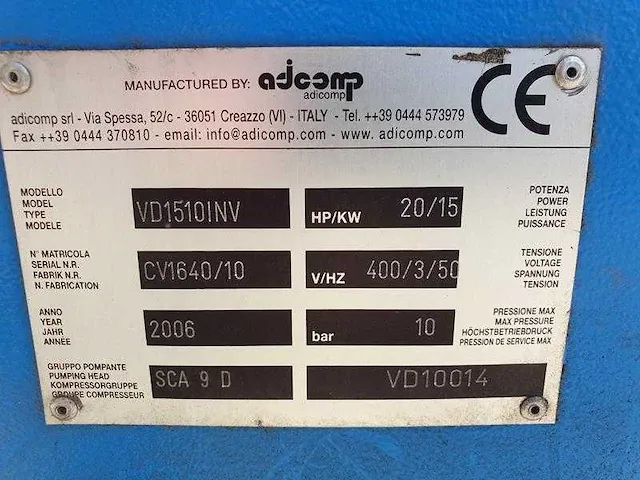 MANUFACTURED BY: adicomp
adicomp
CE
adicomp srl - Via Spessa, 52/c - 36051 Creazzo (VI) - ITALY - Tel. ++39 0444 573979
Fax ++39 0444 370810 - email: info@adicomp.com - www. adicomp.com
MODELLO
MODEL
TYPE
MODELE
VD1510INV
HP/KW 20/15
POTENZA
POWER
LEISTUNG
PUISSANCE
N° MATRICOLA
SERIAL N.R.
FABRIK N.R.
N. FABRICATION
CV1640/10
V/HZ 400/3/50
TENSIONE
VOLTAGE
SPANNUNG
TENSION
ANNO
YEAR
JAHR
ANNÉE
2006
bar 10
PRESSIONE MAX
MAX PRESSURE
HÖCHSTBETRIEBDRUCK
PRESSION DE SERVICE MAX
GRUPPO POMPANTE
PUMPING HEAD
KOMPRESSORGRUPPE
GROUPE COMPRESSEUR
SCA 9 D
VD10014